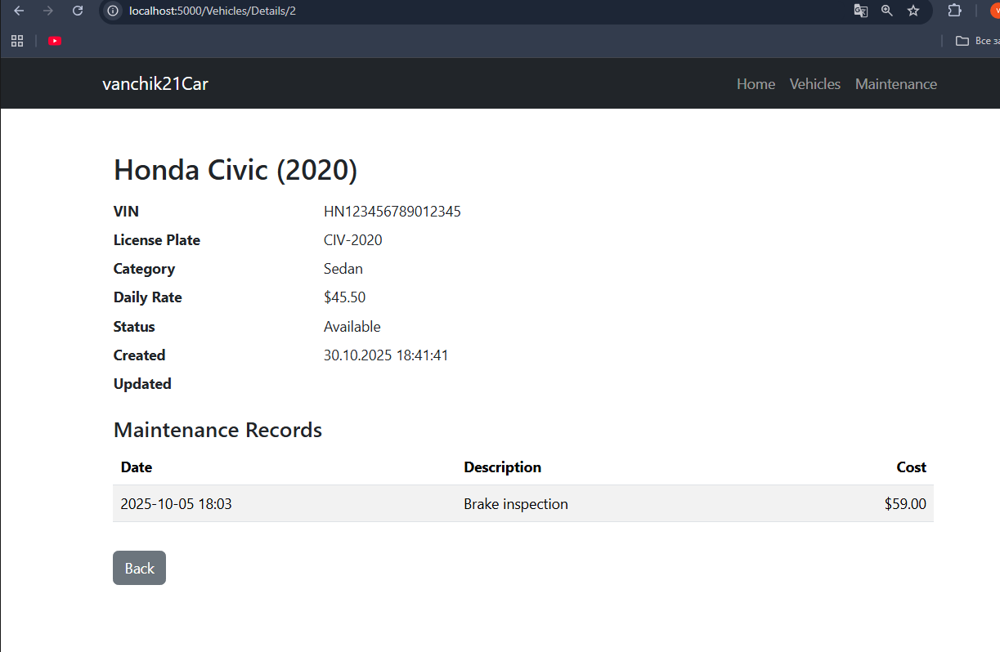 localhost:5000/Vehicles/Details/2
Все за
vanchik21Car Home Vehicles Maintenance
Honda Civic (2020)
VIN HN123456789012345
License Plate CIV-2020
Category Sedan
Daily Rate $45.50
Status Available
Created 30.10.2025 18:41:41
Updated
Maintenance Records
Date Description Cost
2025-10-05 18:03 Brake inspection $59.00
Back